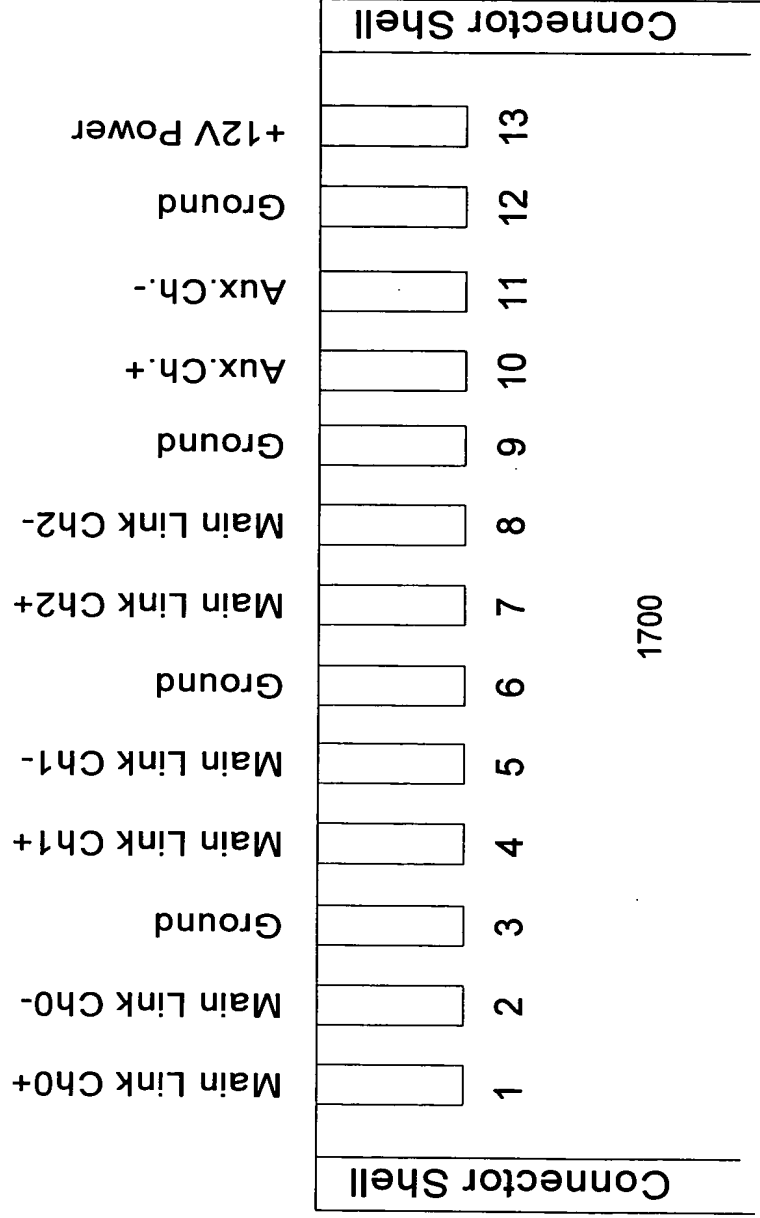 Connector Shell
+12V Power 13
Ground 12
Aux.Ch.- 11
Aux.Ch.+ 10
Ground 9
Main Link Ch2- 8
Main Link Ch2+ 7
Ground 6
Main Link Ch1- 5
Main Link Ch1+ 4
Ground 3
Main Link Ch0- 2
Main Link Ch0+ 1
Connector Shell
1700